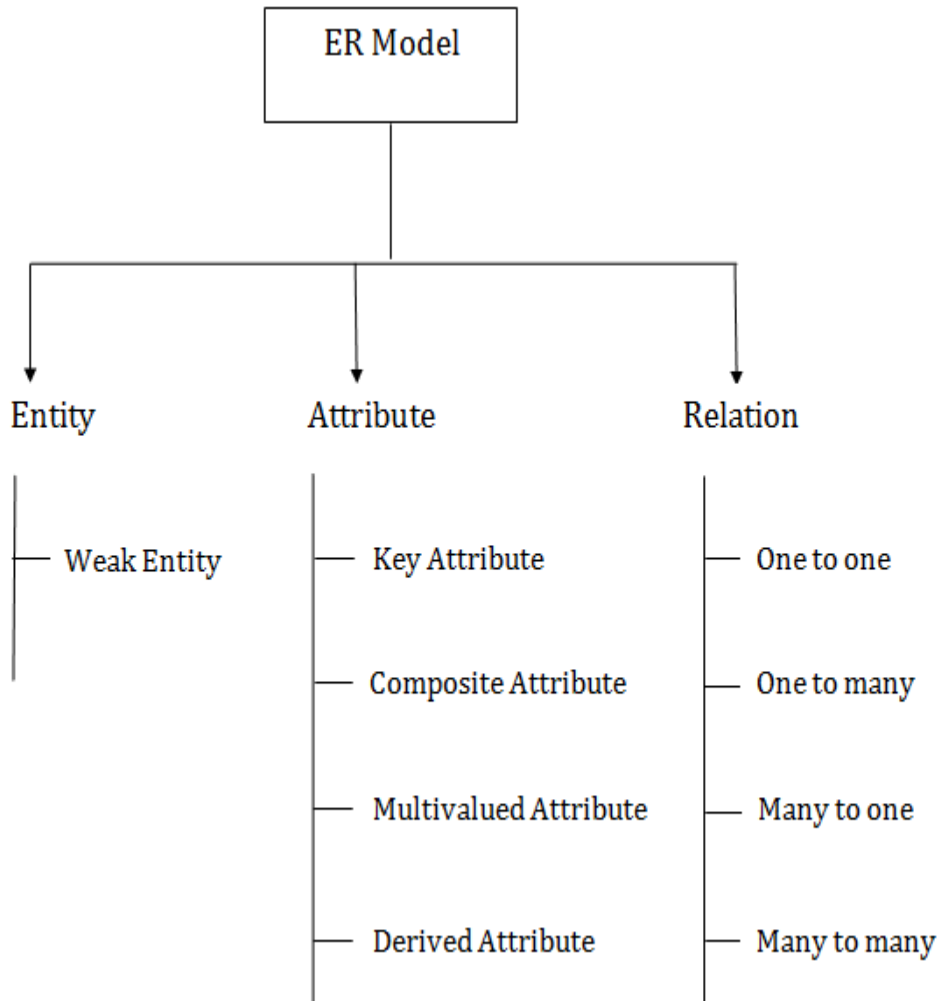 ER Model
Entity
Attribute
Relation
Weak Entity
Key Attribute
One to one
Composite Attribute
One to many
Multivalued Attribute
Many to one
Derived Attribute
Many to many